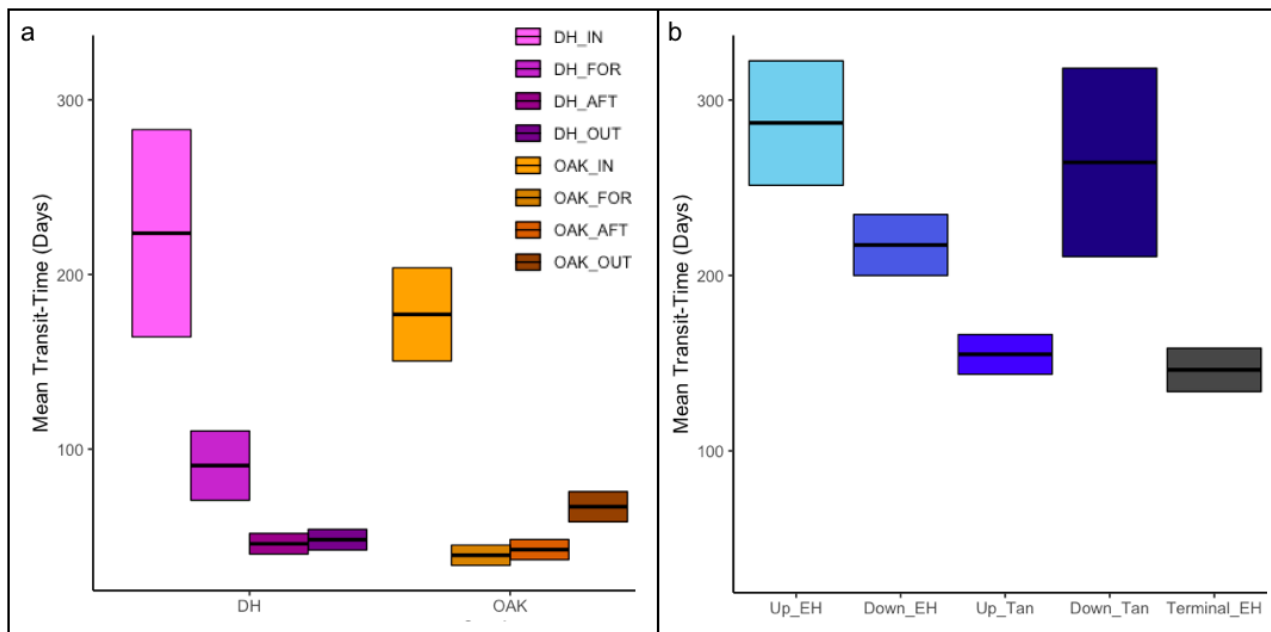 a
Mean Transit-Time (Days)
300
200
100
DH_IN
DH_FOR
DH_AFT
DH_OUT
OAK_IN
OAK_FOR
OAK_AFT
OAK_OUT
DH
OAK
b
Mean Transit-Time (Days)
300
200
100
Up_EH
Down_EH
Up_Tan
Down_Tan
Terminal_EH